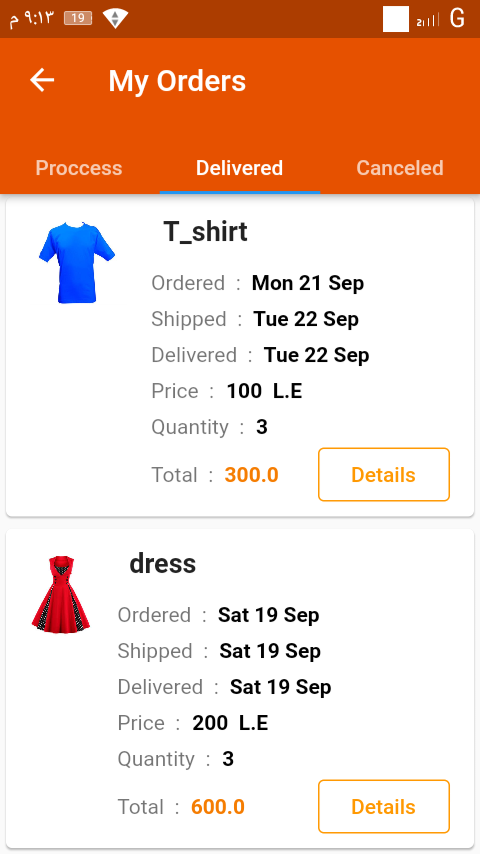 ٩:١٣ م 19 2 G
My Orders
Proccess Delivered Canceled
T_shirt
Ordered : Mon 21 Sep
Shipped : Tue 22 Sep
Delivered : Tue 22 Sep
Price : 100 L.E
Quantity : 3
Total : 300.0 Details
dress
Ordered : Sat 19 Sep
Shipped : Sat 19 Sep
Delivered : Sat 19 Sep
Price : 200 L.E
Quantity : 3
Total : 600.0 Details